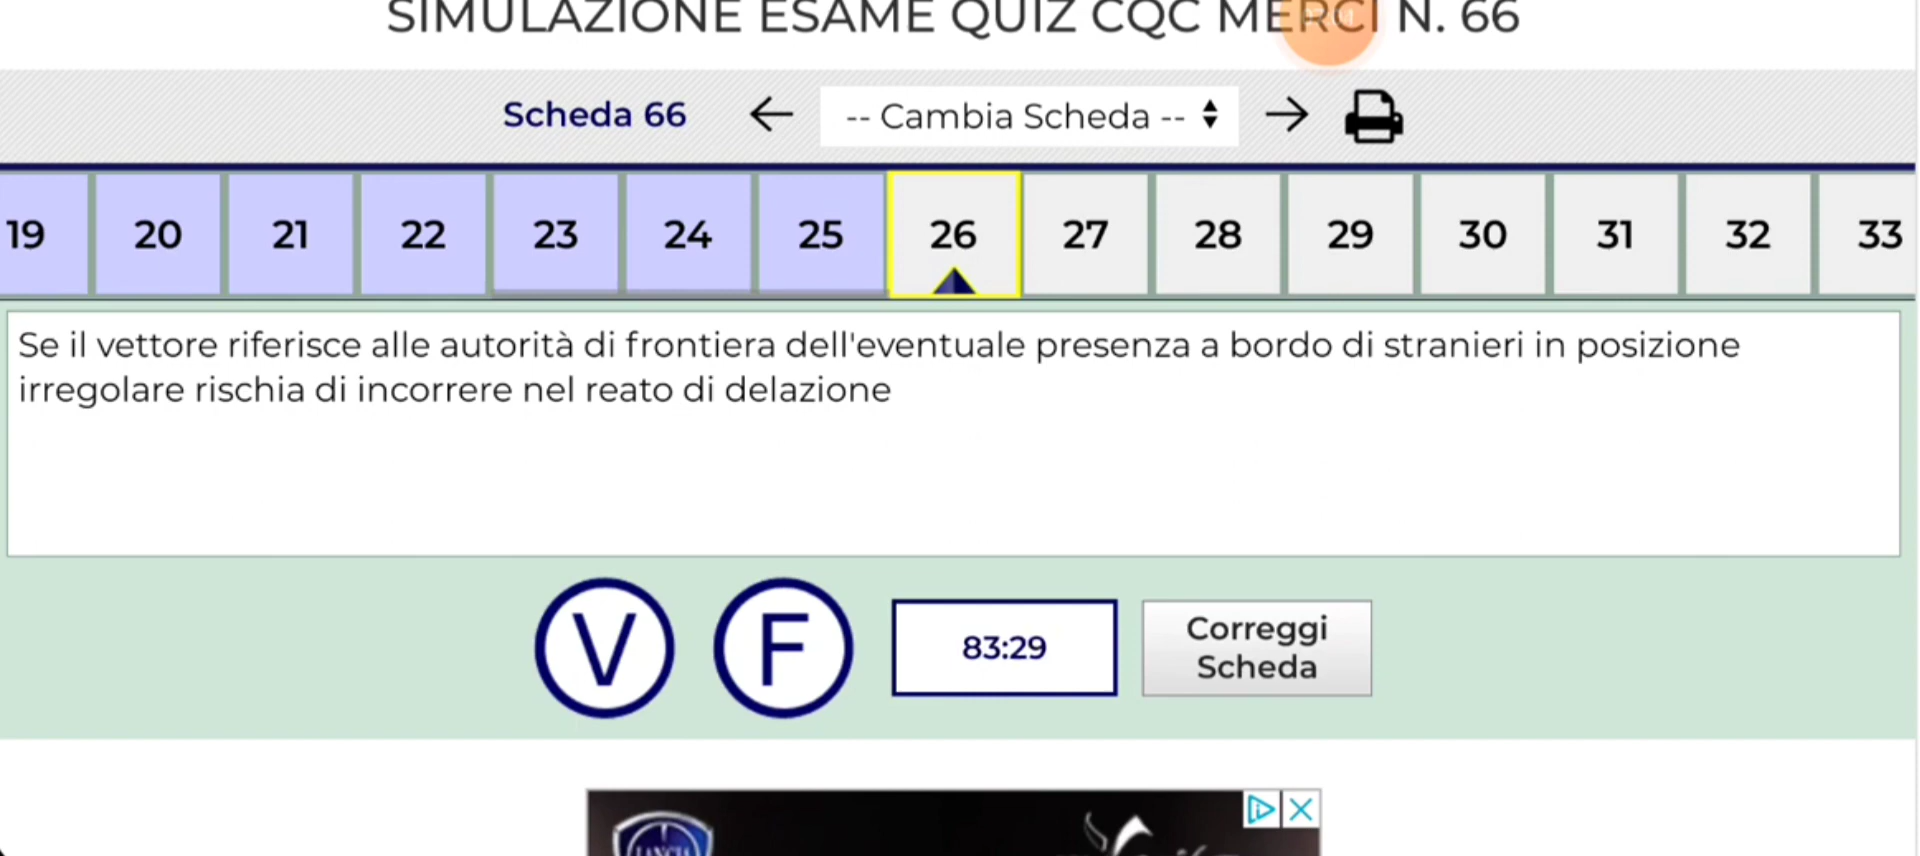 SIMULAZIONE ESAME QUIZ CQC MERCI N. 66
Scheda 66
-- Cambia Scheda --
19 20 21 22 23 24 25 26 27 28 29 30 31 32 33
Se il vettore riferisce alle autorità di frontiera dell'eventuale presenza a bordo di stranieri in posizione
irregolare rischia di incorrere nel reato di delazione
V F 83:29 Correggi
Scheda
LANCIA